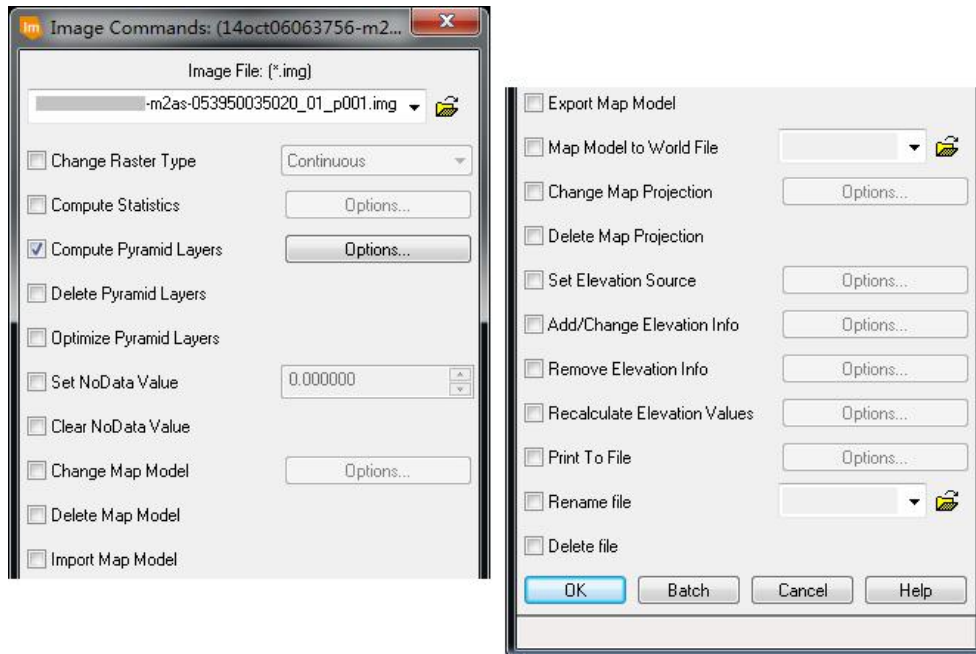 Im Image Commands: (14oct06063756-m2...
Image File: (*.img)
-m2as-053950035020_01_p001.img
Change Raster Type Continuous
Compute Statistics Options...
Compute Pyramid Layers Options...
Delete Pyramid Layers
Optimize Pyramid Layers
Set NoData Value 0.000000
Clear NoData Value
Change Map Model Options...
Delete Map Model
Import Map Model
Export Map Model
Map Model to World File
Change Map Projection Options...
Delete Map Projection
Set Elevation Source Options...
Add/Change Elevation Info Options...
Remove Elevation Info Options...
Recalculate Elevation Values Options...
Print To File Options...
Rename file
Delete file
OK Batch Cancel Help